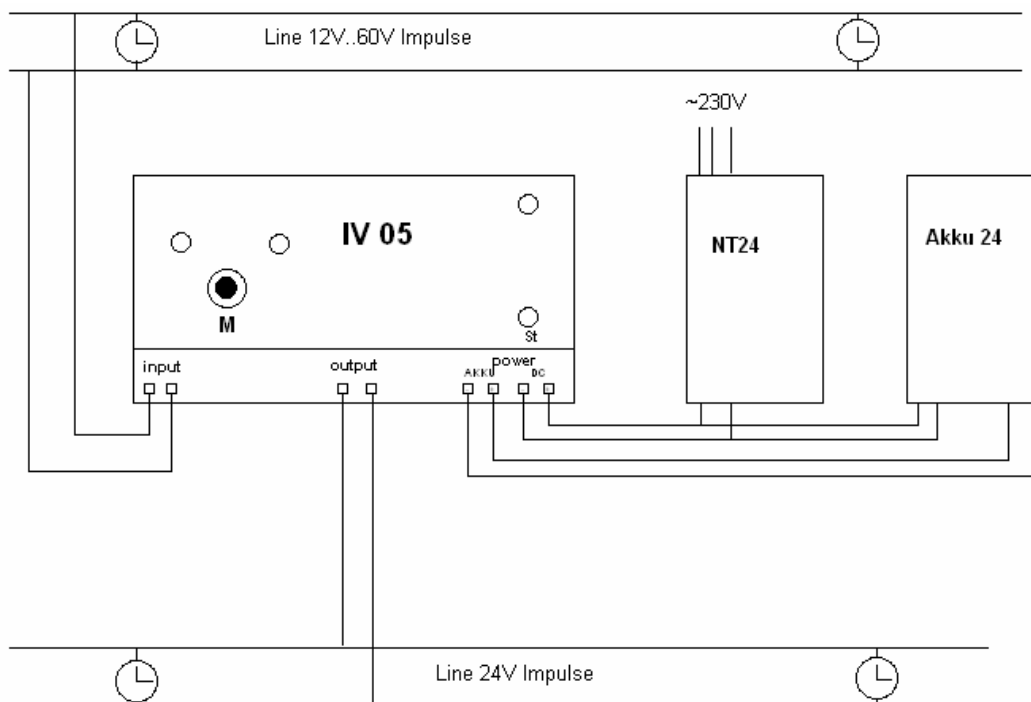 Line 12V..60V Impulse
~230V
IV 05
NT24
Akku 24
M
St
input
output
power
AKKU
DC
Line 24V Impulse